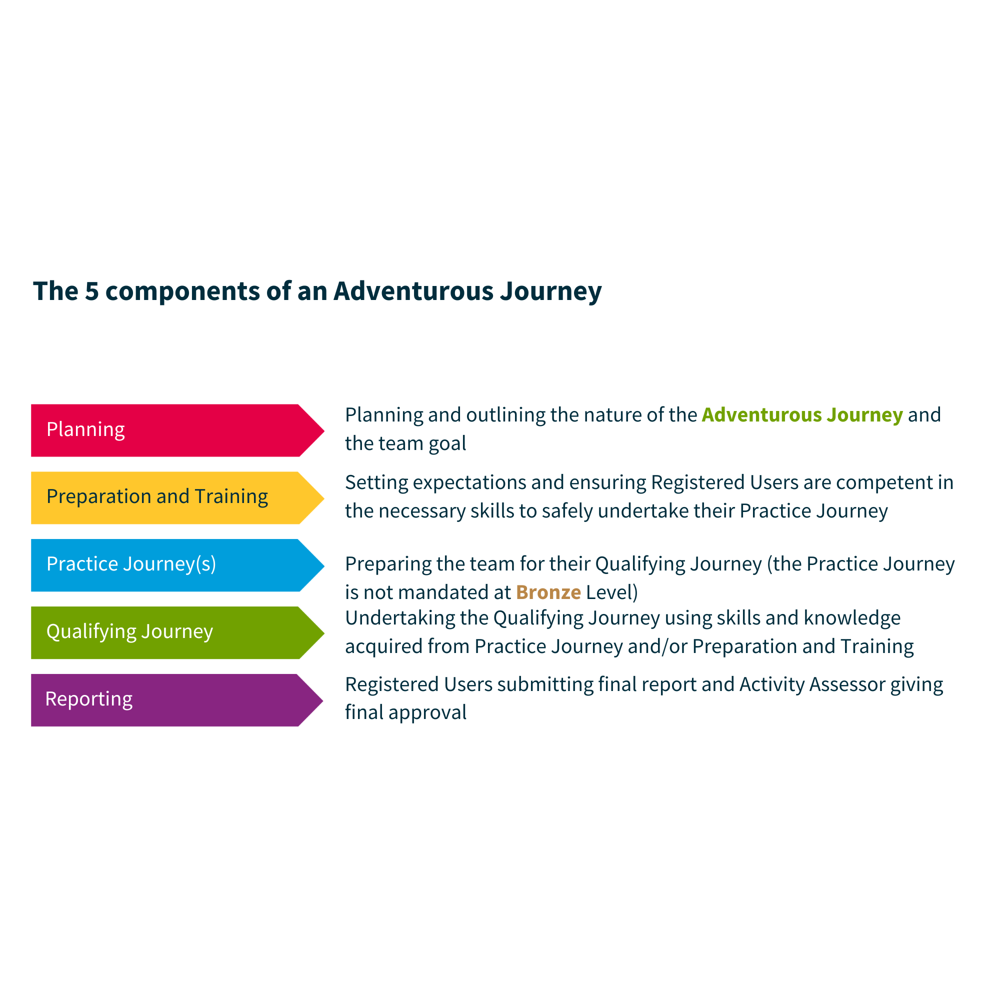 The 5 components of an Adventurous Journey
Planning
Planning and outlining the nature of the Adventurous Journey and
the team goal
Preparation and Training
Setting expectations and ensuring Registered Users are competent in
the necessary skills to safely undertake their Practice Journey
Practice Journey(s)
Preparing the team for their Qualifying Journey (the Practice Journey
is not mandated at Bronze Level)
Qualifying Journey
Undertaking the Qualifying Journey using skills and knowledge
acquired from Practice Journey and/or Preparation and Training
Reporting
Registered Users submitting final report and Activity Assessor giving
final approval